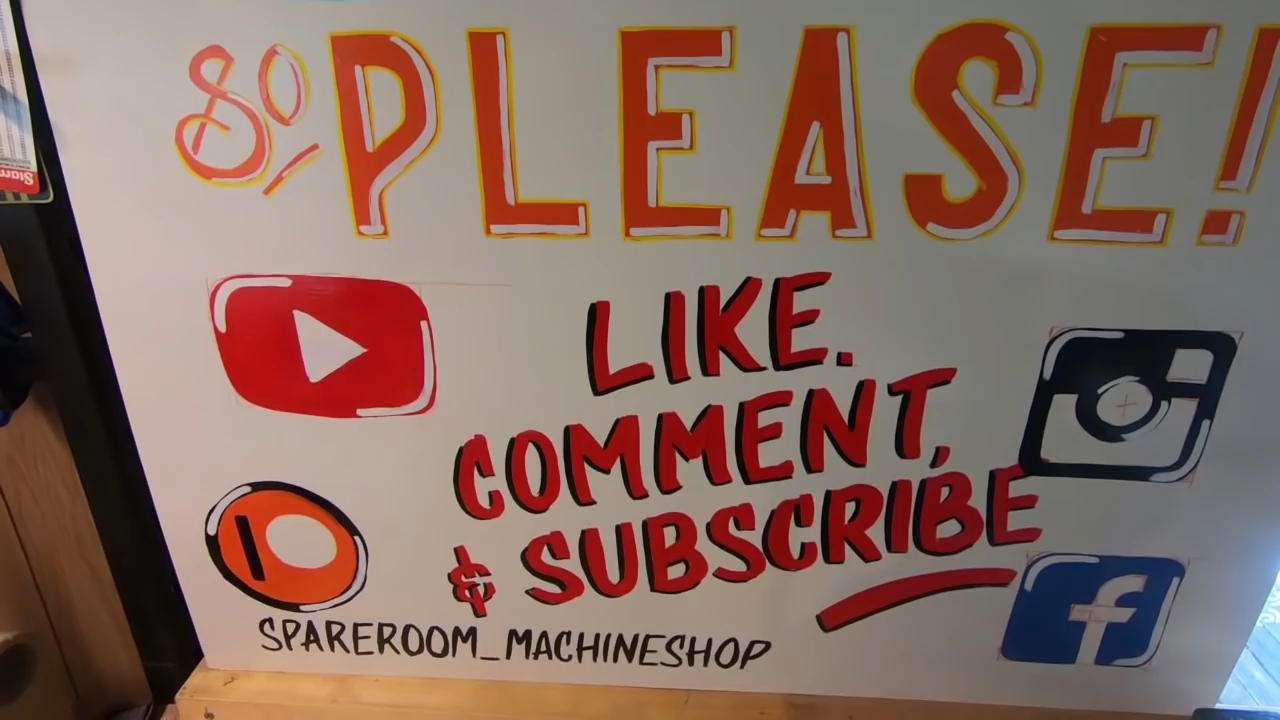 SO PLEASE!
LIKE.
COMMENT,
& SUBSCRIBE
SPAREROOM_MACHINESHOP